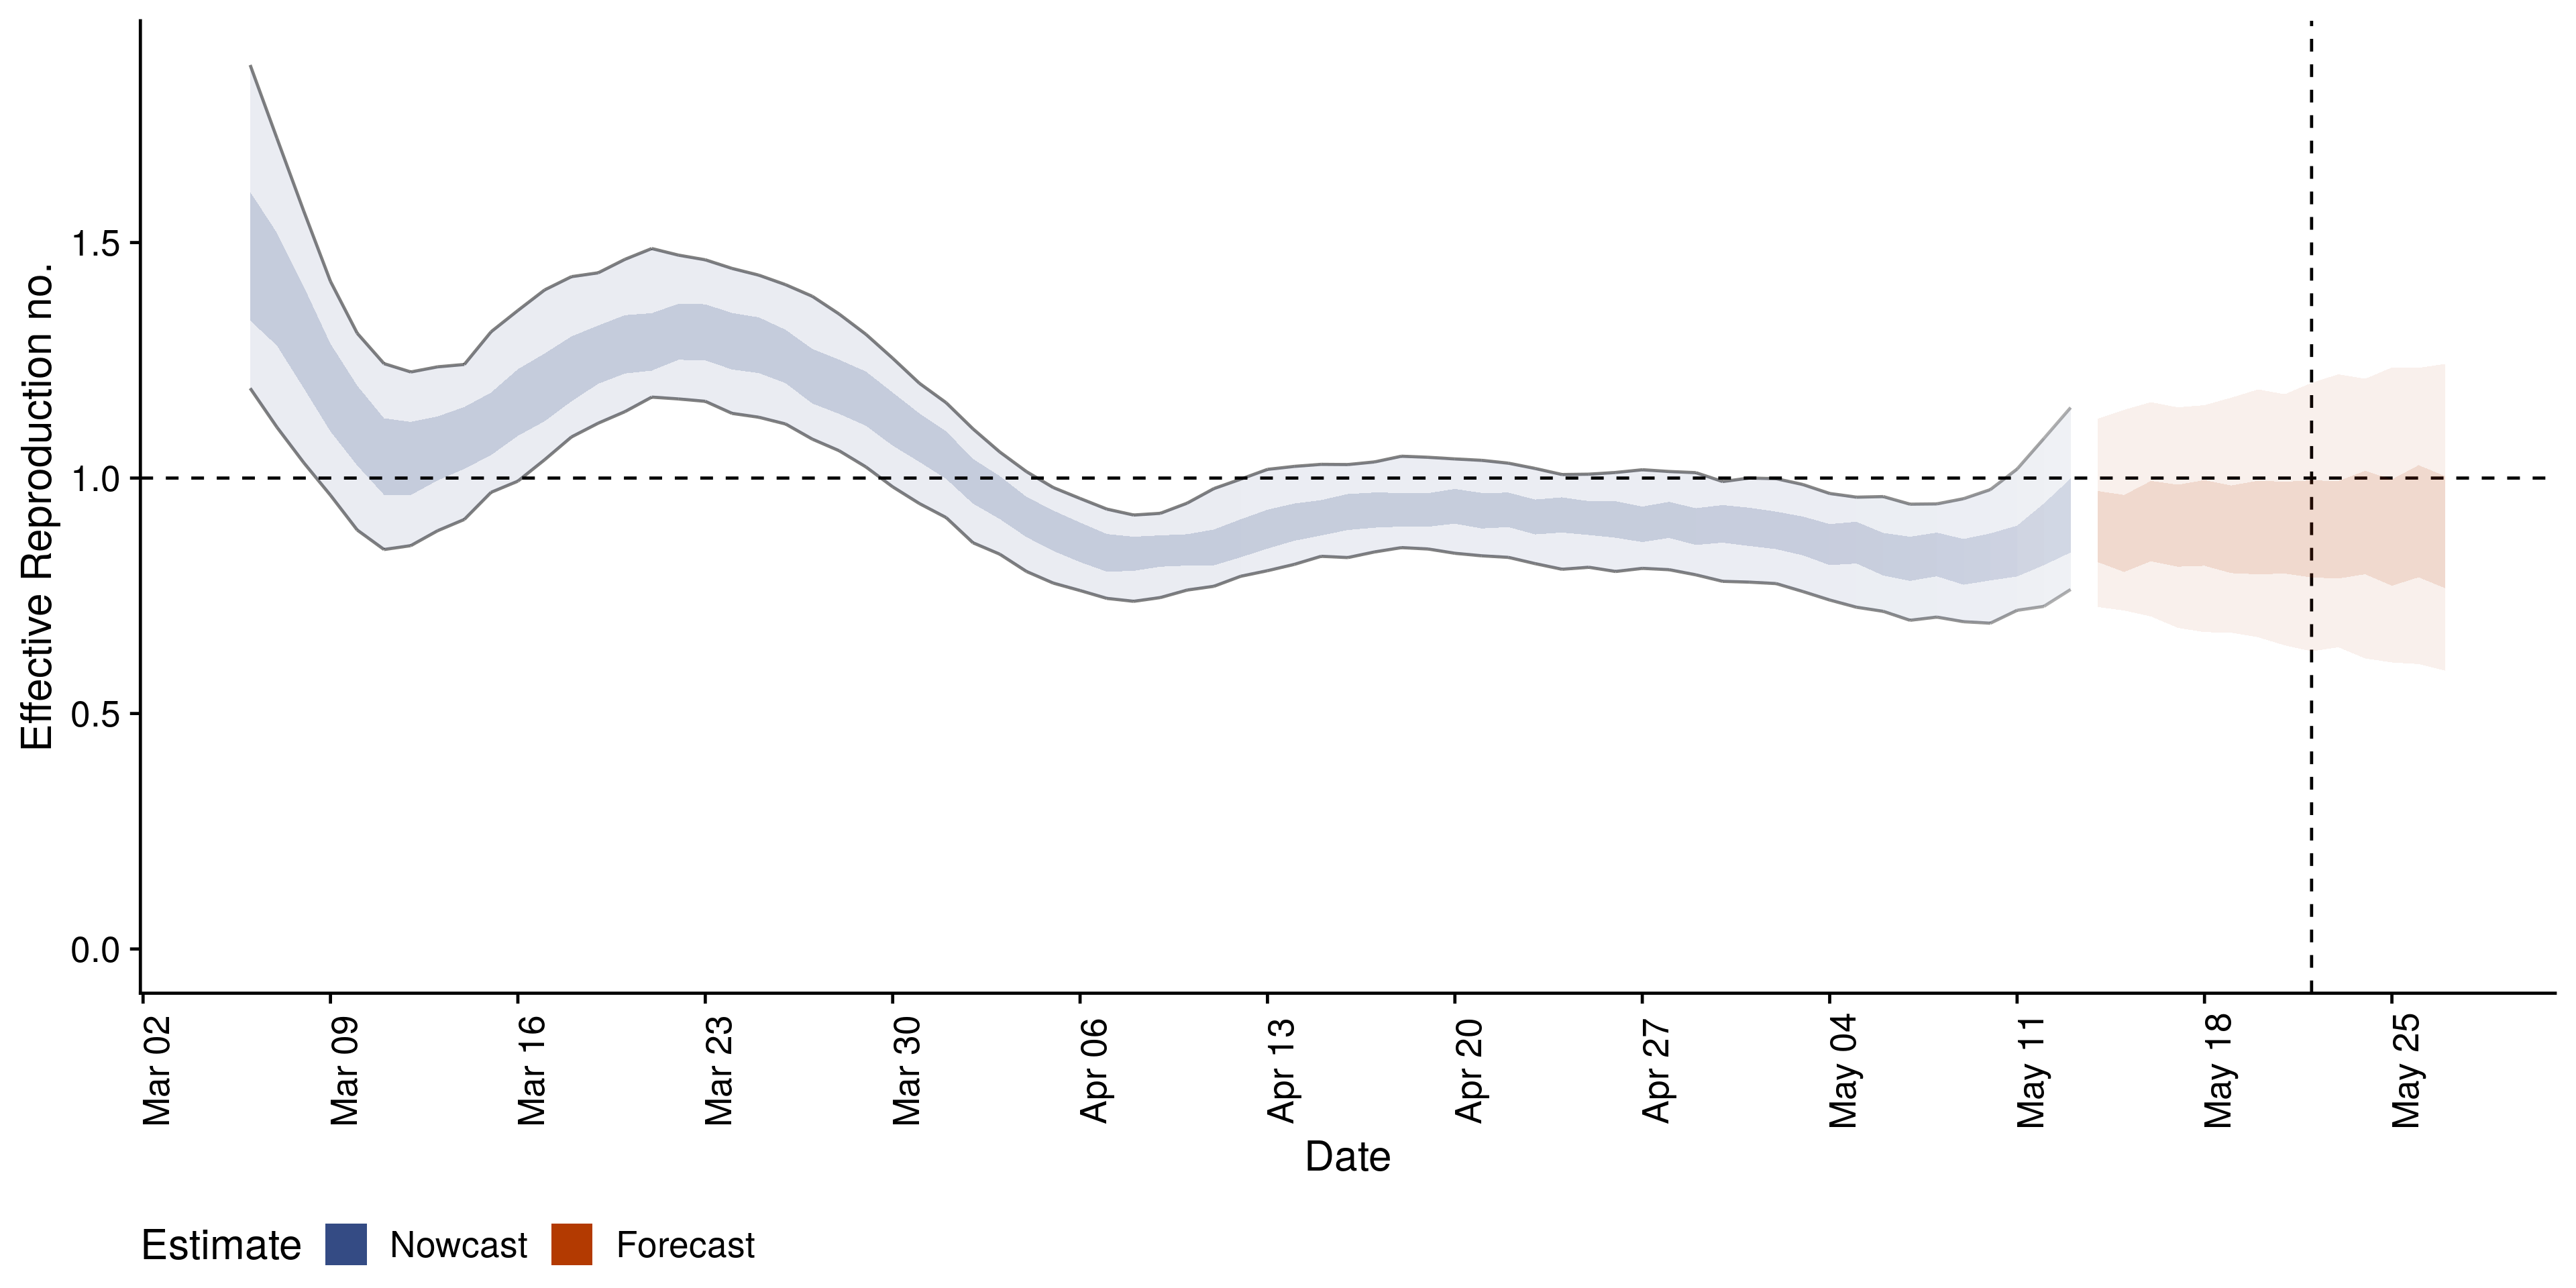 Effective Reproduction no.
1.5
1.0
0.5
0.0
Mar 02
Mar 09
Mar 16
Mar 23
Mar 30
Apr 06
Apr 13
Apr 20
Apr 27
May 04
May 11
May 18
May 25
Date
Estimate Nowcast Forecast